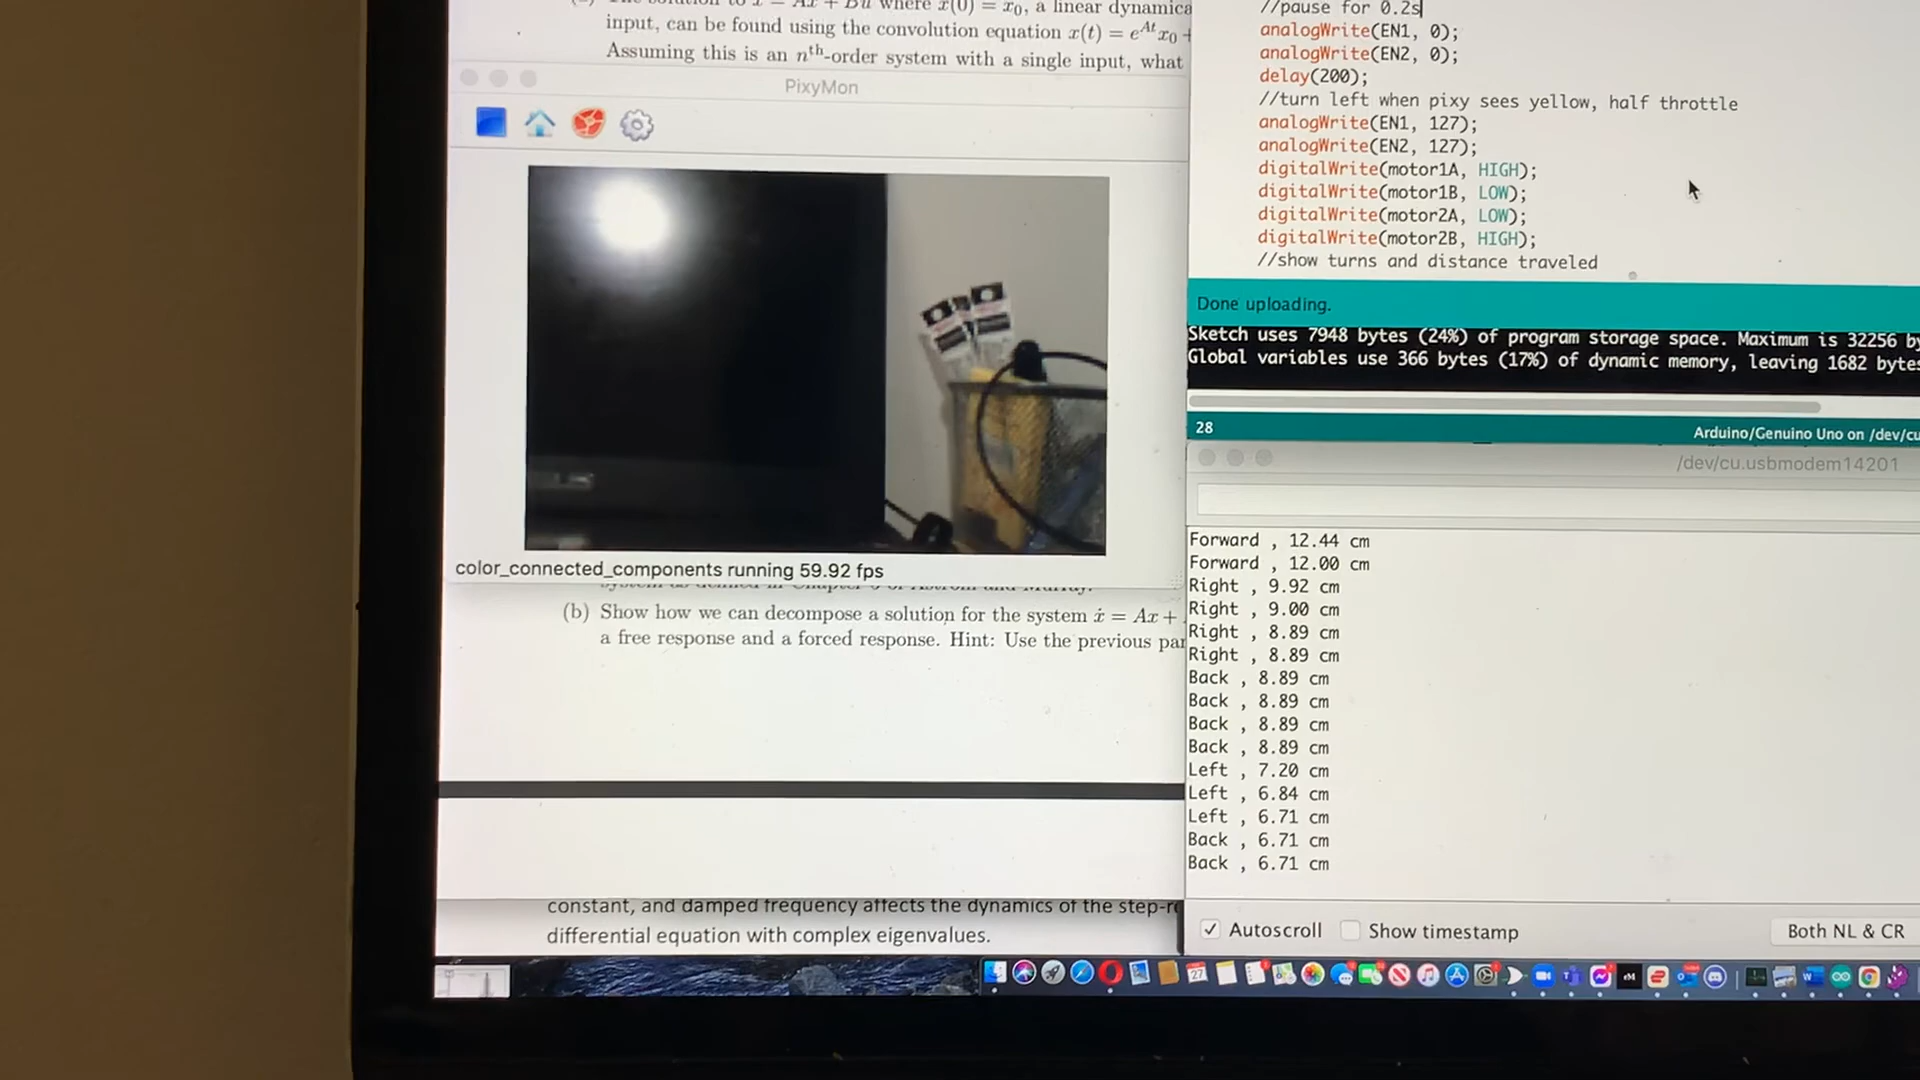 where x(0) = x₀, a linear dynamica
input, can be found using the convolution equation x(t) = e^{At}x₀ +
Assuming this is an n^{th}-order system with a single input, what
PixyMon
color_connected_components running 59.92 fps
(b) Show how we can decompose a solution for the system ẋ = Ax +
a free response and a forced response. Hint: Use the previous par
constant, and damped frequency affects the dynamics of the step-r
differential equation with complex eigenvalues.
//pause for 0.2s
analogWrite(EN1, 0);
analogWrite(EN2, 0);
delay(200);
//turn left when pixy sees yellow, half throttle
analogWrite(EN1, 127);
analogWrite(EN2, 127);
digitalWrite(motor1A, HIGH);
digitalWrite(motor1B, LOW);
digitalWrite(motor2A, LOW);
digitalWrite(motor2B, HIGH);
//show turns and distance traveled
Done uploading.
Sketch uses 7948 bytes (24%) of program storage space. Maximum is 32256 by
Global variables use 366 bytes (17%) of dynamic memory, leaving 1682 bytes
28
Arduino/Genuino Uno on /dev/cu
/dev/cu.usbmodem14201
Forward , 12.44 cm
Forward , 12.00 cm
Right , 9.92 cm
Right , 9.00 cm
Right , 8.89 cm
Right , 8.89 cm
Back , 8.89 cm
Back , 8.89 cm
Back , 8.89 cm
Back , 8.89 cm
Left , 7.20 cm
Left , 6.84 cm
Left , 6.71 cm
Back , 6.71 cm
Back , 6.71 cm
Autoscroll
Show timestamp
Both NL & CR
27